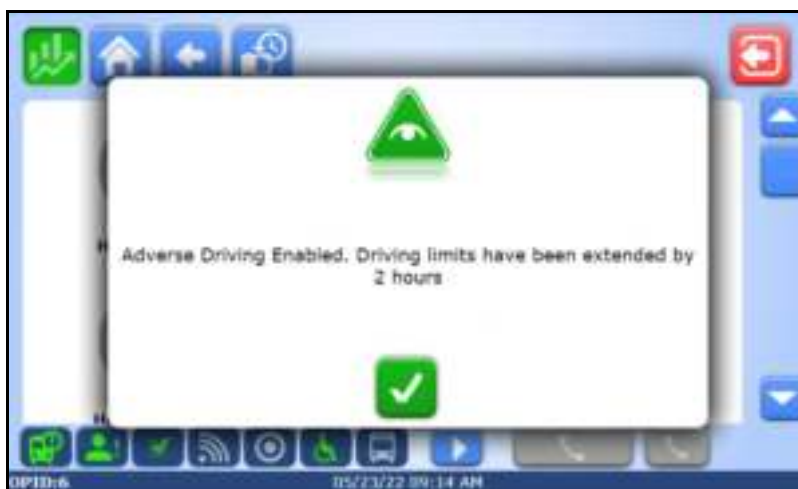 Adverse Driving Enabled. Driving limits have been extended by
2 hours
OPID:6
05/23/22 09:14 AM